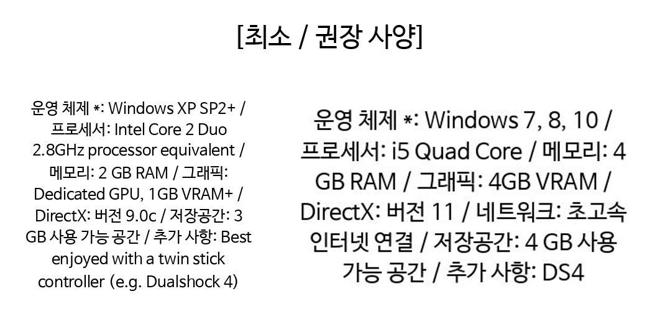 [최소 / 권장 사양]
운영 체제 *: Windows XP SP2+ /
프로세서: Intel Core 2 Duo
2.8GHz processor equivalent /
메모리: 2 GB RAM / 그래픽:
Dedicated GPU, 1GB VRAM+ /
DirectX: 버전 9.0c / 저장공간: 3
GB 사용 가능 공간 / 추가 사항: Best
enjoyed with a twin stick
controller (e.g. Dualshock 4)
운영 체제 *: Windows 7, 8, 10 /
프로세서: i5 Quad Core / 메모리: 4
GB RAM / 그래픽: 4GB VRAM /
DirectX: 버전 11 / 네트워크: 초고속
인터넷 연결 / 저장공간: 4 GB 사용
가능 공간 / 추가 사항: DS4